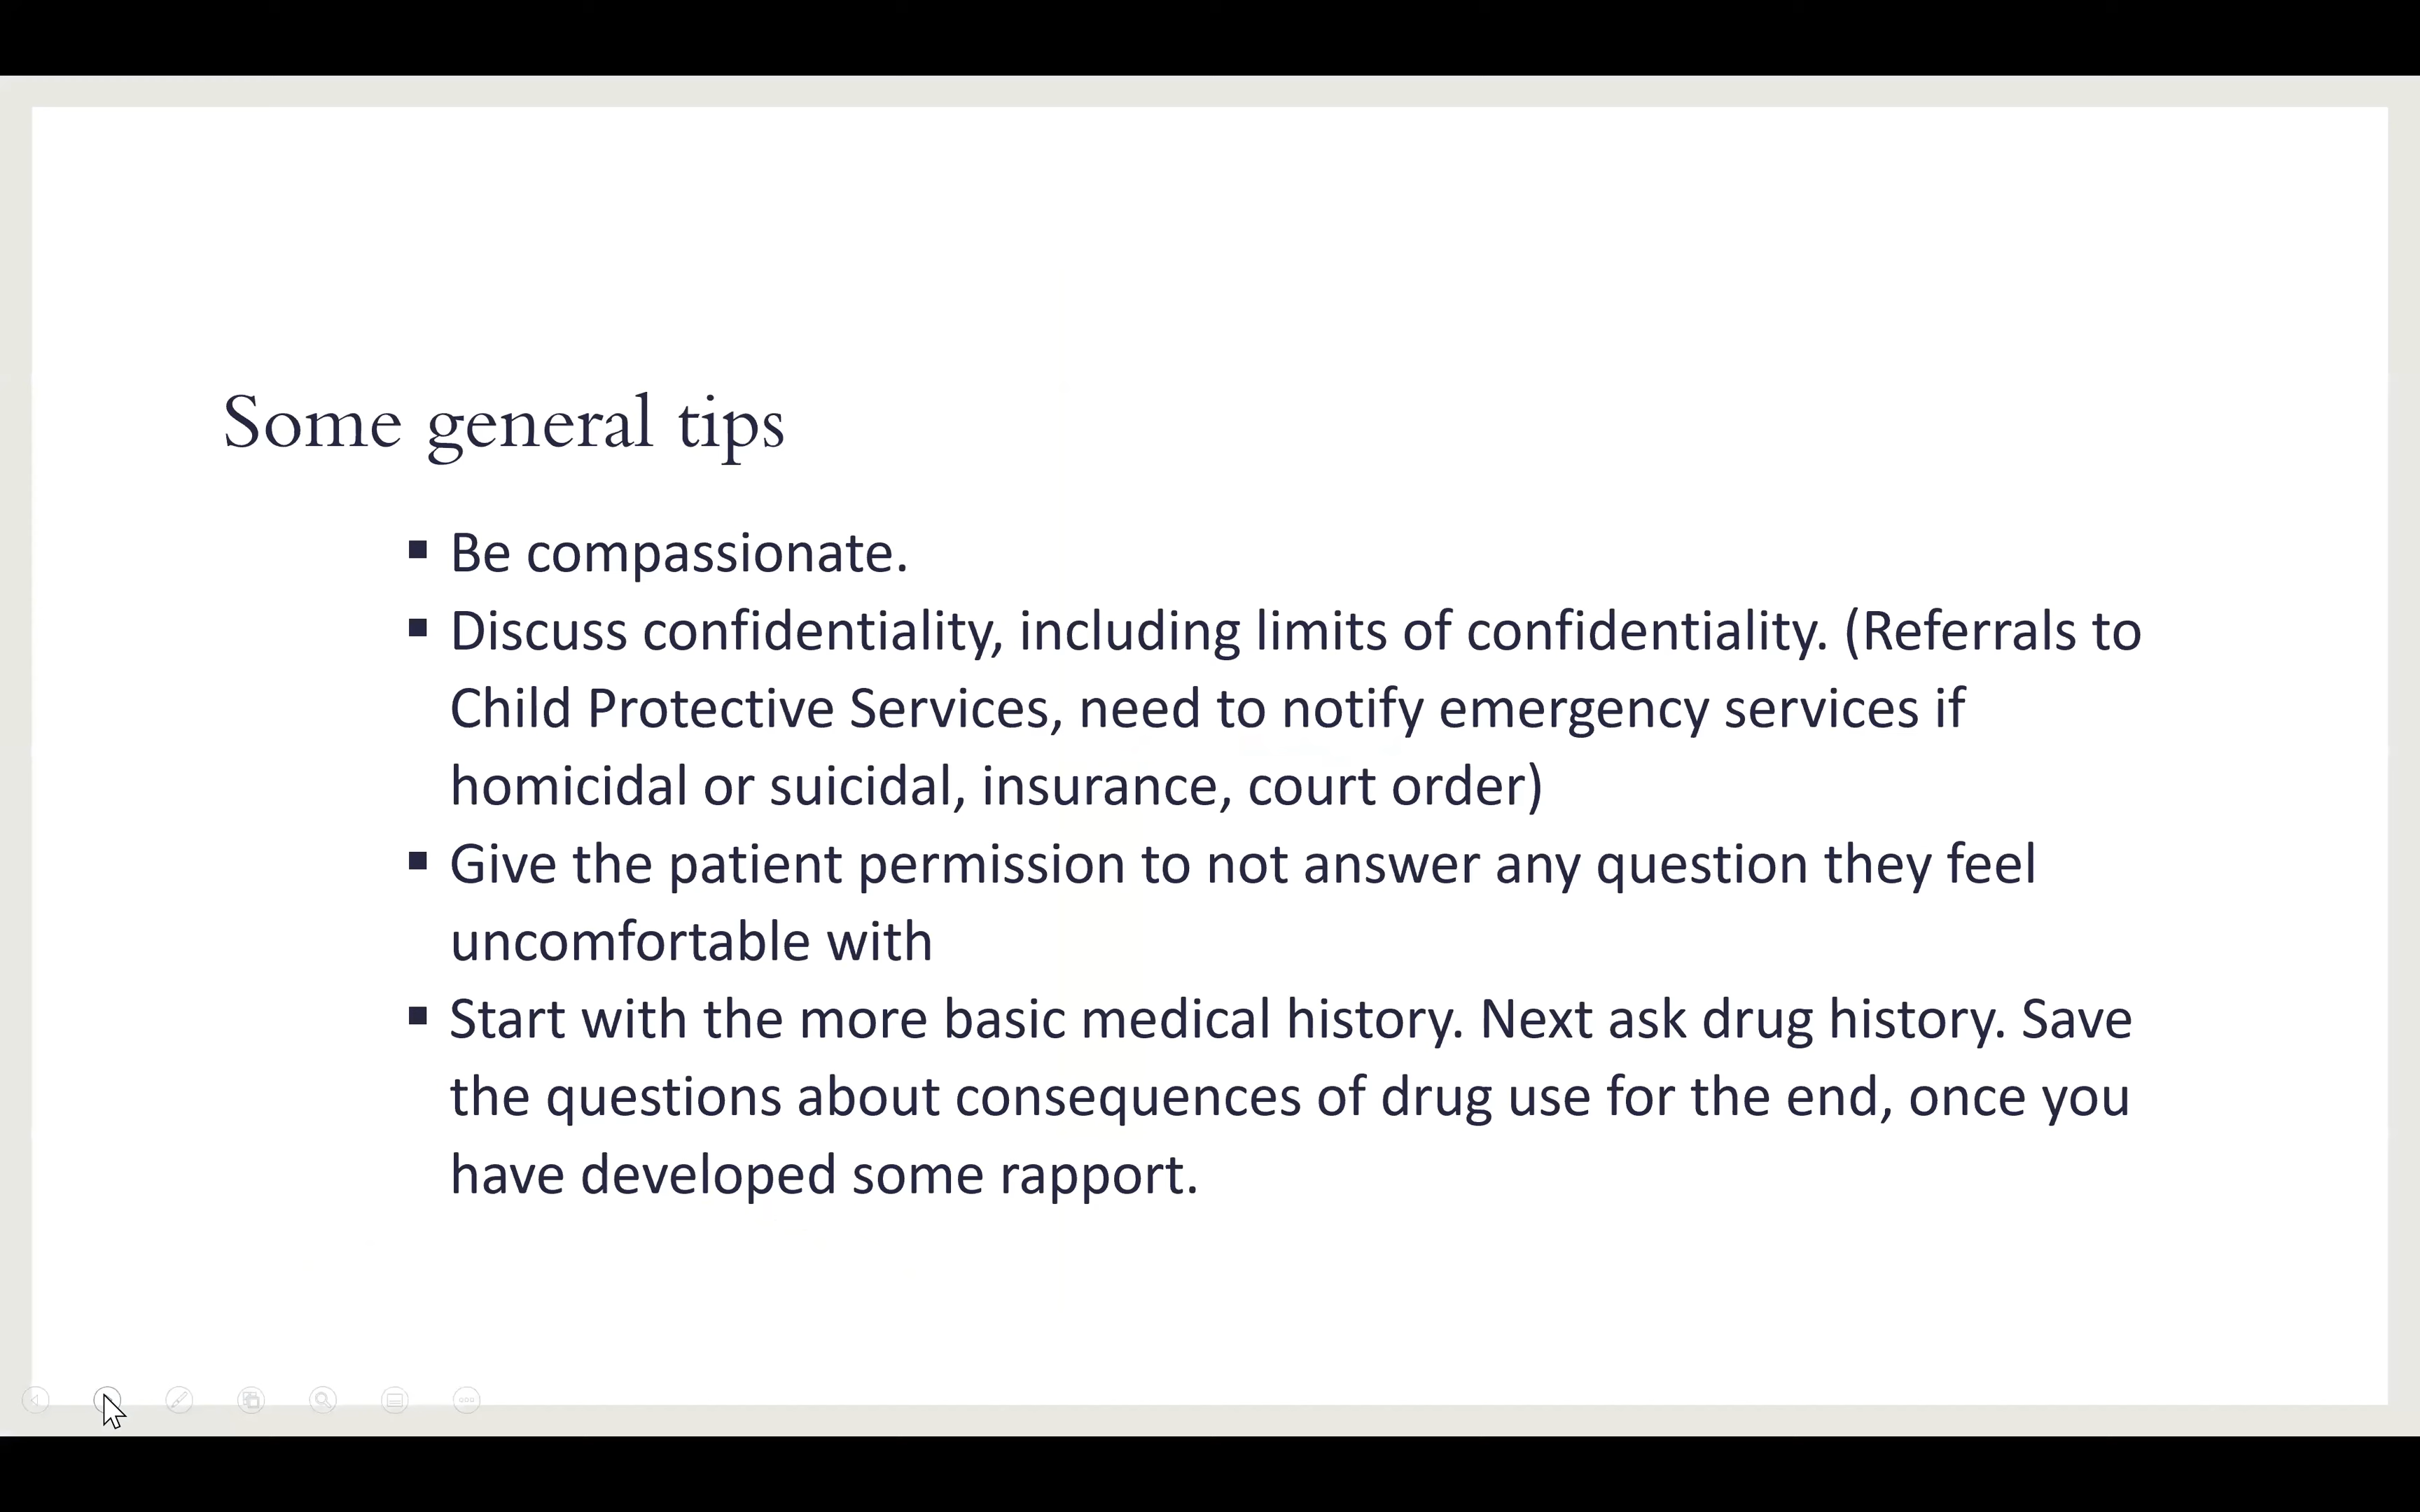 Some general tips
▪ Be compassionate.
▪ Discuss confidentiality, including limits of confidentiality. (Referrals to
Child Protective Services, need to notify emergency services if
homicidal or suicidal, insurance, court order)
▪ Give the patient permission to not answer any question they feel
uncomfortable with
▪ Start with the more basic medical history. Next ask drug history. Save
the questions about consequences of drug use for the end, once you
have developed some rapport.